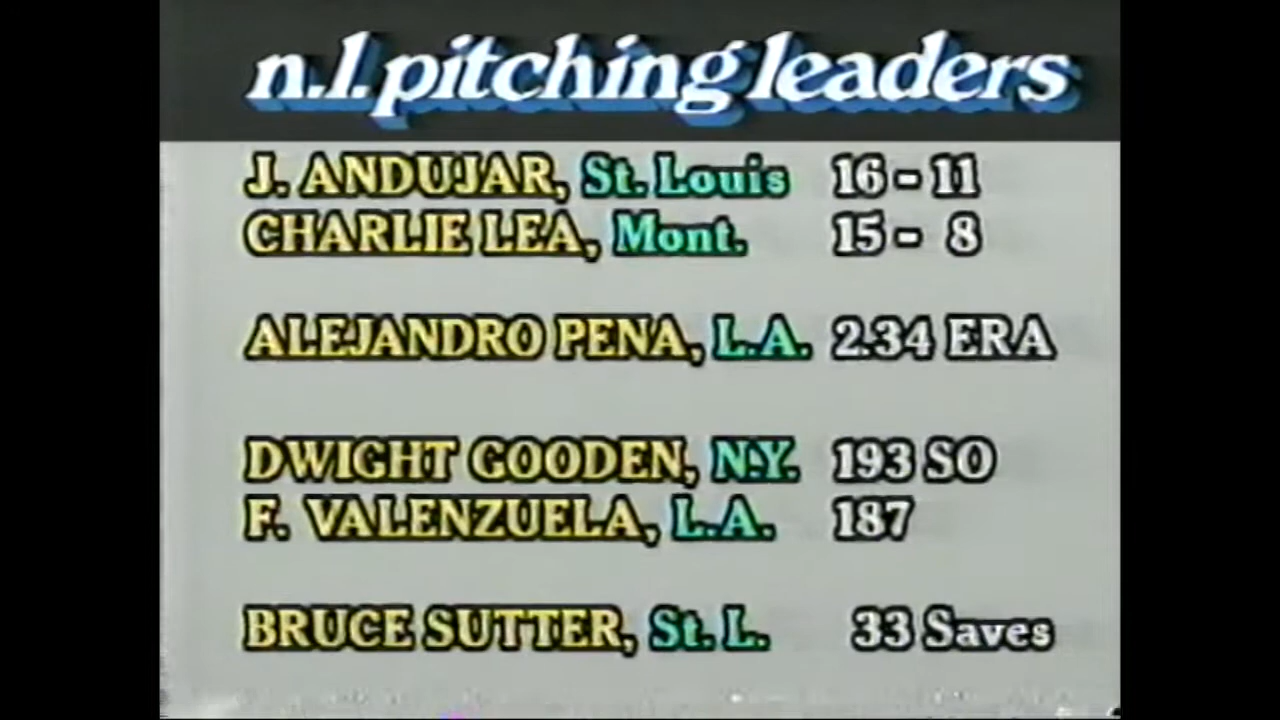 n.l. pitching leaders
J. ANDUJAR, St. Louis 16 - 11
CHARLIE LEA, Mont. 15 - 8
ALEJANDRO PENA, L.A. 2.34 ERA
DWIGHT GOODEN, N.Y. 193 SO
F. VALENZUELA, L.A. 187
BRUCE SUTTER, St. L. 33 Saves